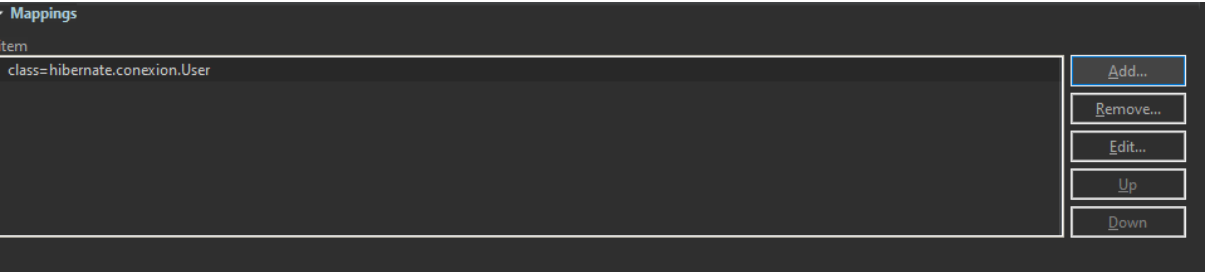 Mappings
item
class=hibernate.conexion.User
Add...
Remove...
Edit...
Up
Down